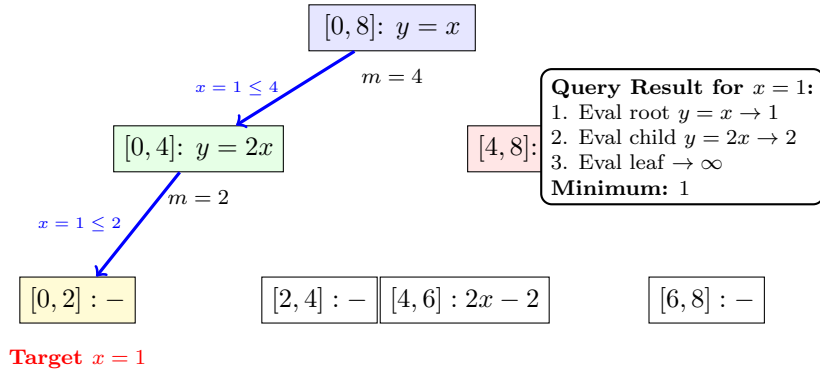 [0, 8]: y = x
x = 1 ≤ 4
m = 4
[0, 4]: y = 2x
[4, 8]:
Query Result for x = 1:
1. Eval root y = x → 1
2. Eval child y = 2x → 2
3. Eval leaf → ∞
Minimum: 1
x = 1 ≤ 2
m = 2
[0, 2] : −
[2, 4] : −
[4, 6] : 2x − 2
[6, 8] : −
Target x = 1